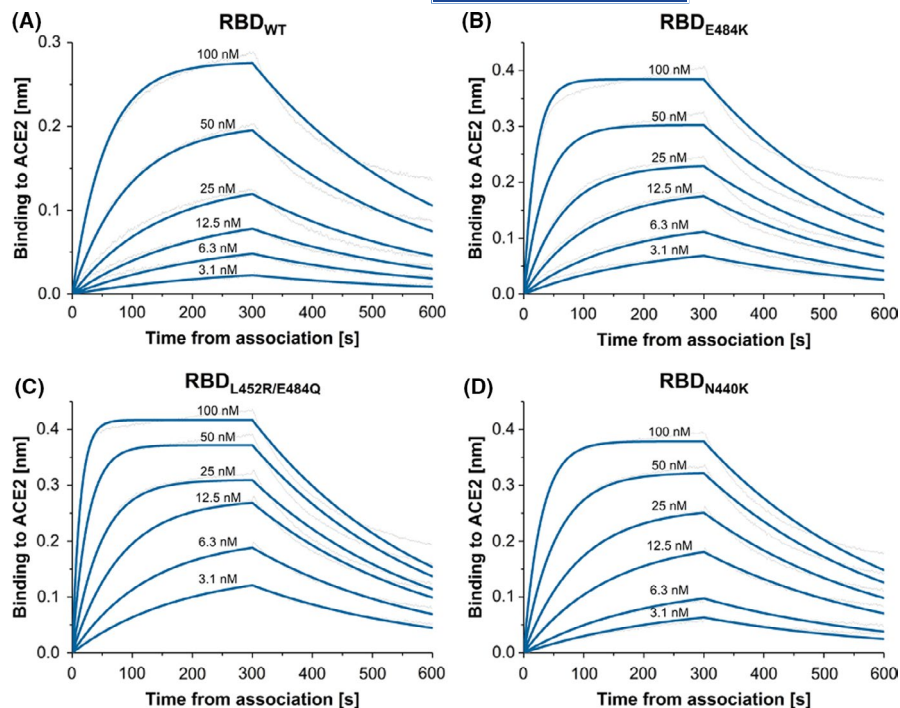 (A)
RBD WT
Binding to ACE2 [nm]
0.3
0.2
0.1
0.0
100 nM
50 nM
25 nM
12.5 nM
6.3 nM
3.1 nM
0 100 200 300 400 500 600
Time from association [s]
(B)
RBD E484K
Binding to ACE2 [nm]
0.4
0.3
0.2
0.1
0.0
100 nM
50 nM
25 nM
12.5 nM
6.3 nM
3.1 nM
0 100 200 300 400 500 600
Time from association [s]
(C)
RBD L452R/E484Q
Binding to ACE2 [nm]
0.4
0.3
0.2
0.1
0.0
100 nM
50 nM
25 nM
12.5 nM
6.3 nM
3.1 nM
0 100 200 300 400 500 600
Time from association [s]
(D)
RBD N440K
Binding to ACE2 [nm]
0.4
0.3
0.2
0.1
0.0
100 nM
50 nM
25 nM
12.5 nM
6.3 nM
3.1 nM
0 100 200 300 400 500 600
Time from association [s]